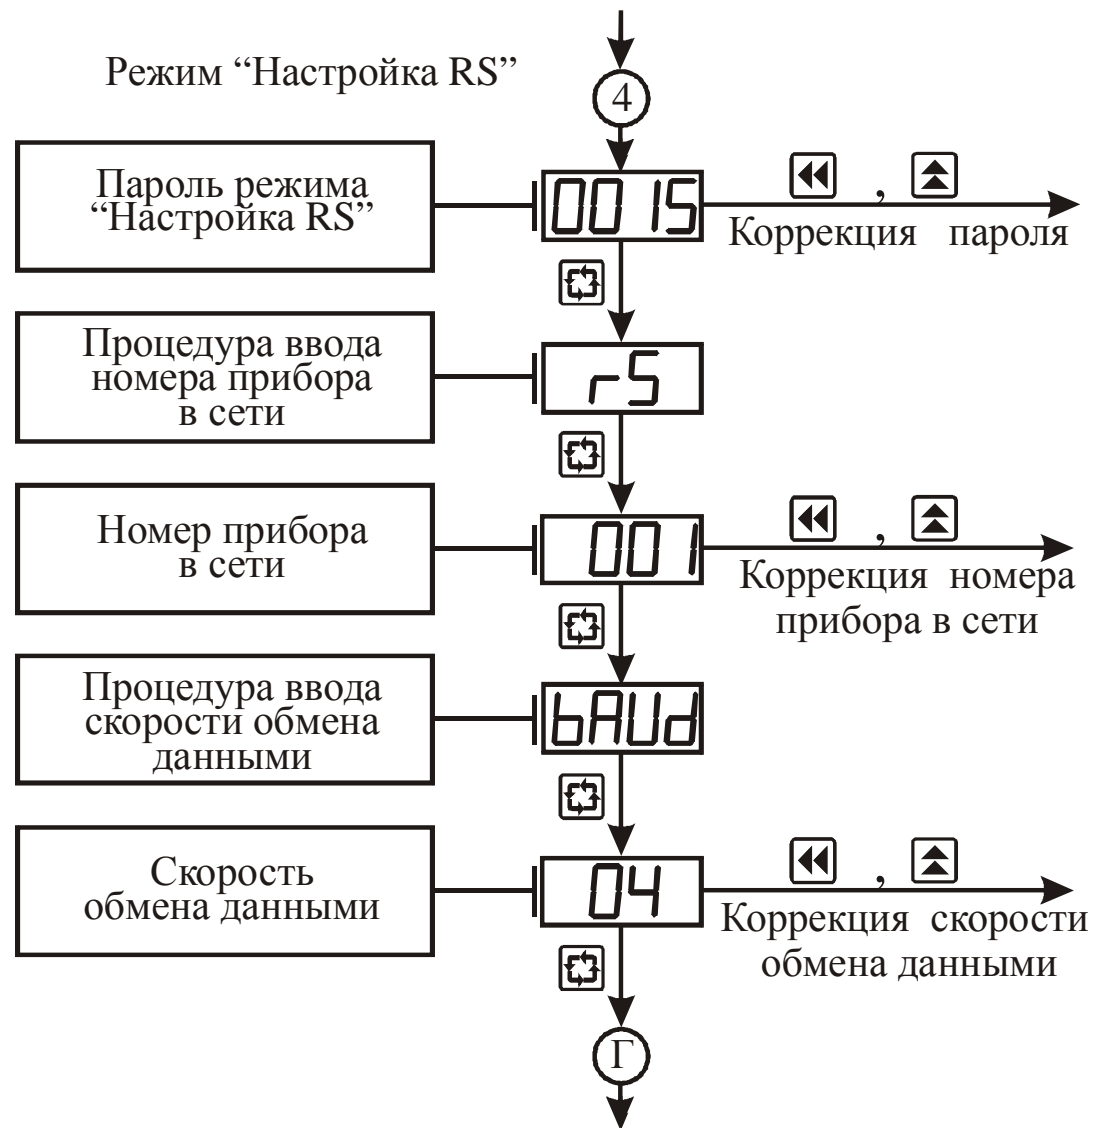 Режим “Настройка RS”
4
Пароль режима
“Настройка RS”
0015
,
Коррекция пароля
Процедура ввода
номера прибора
в сети
rS
Номер прибора
в сети
001
,
Коррекция номера
прибора в сети
Процедура ввода
скорости обмена
данными
bAUd
Скорость
обмена данными
04
,
Коррекция скорости
обмена данными
Г